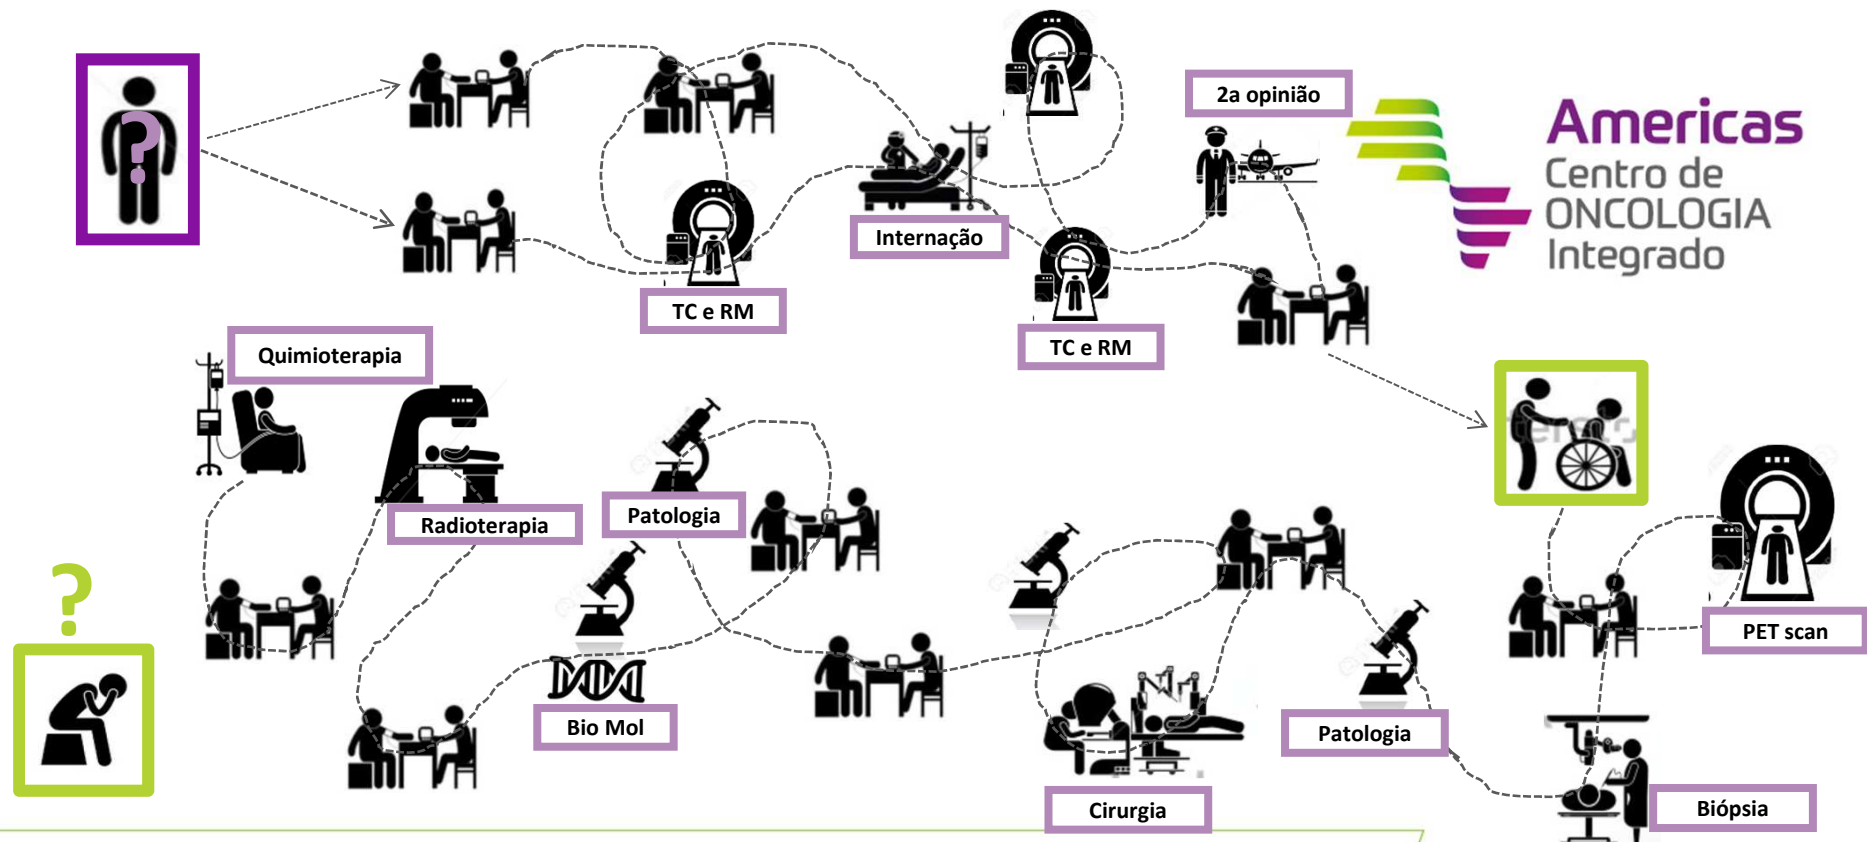 ?
2a opinião
Americas
Centro de
ONCOLOGIA
Integrado
Internação
TC e RM
TC e RM
Quimioterapia
Radioterapia
Patologia
PET scan
?
Bio Mol
Patologia
Cirurgia
Biópsia